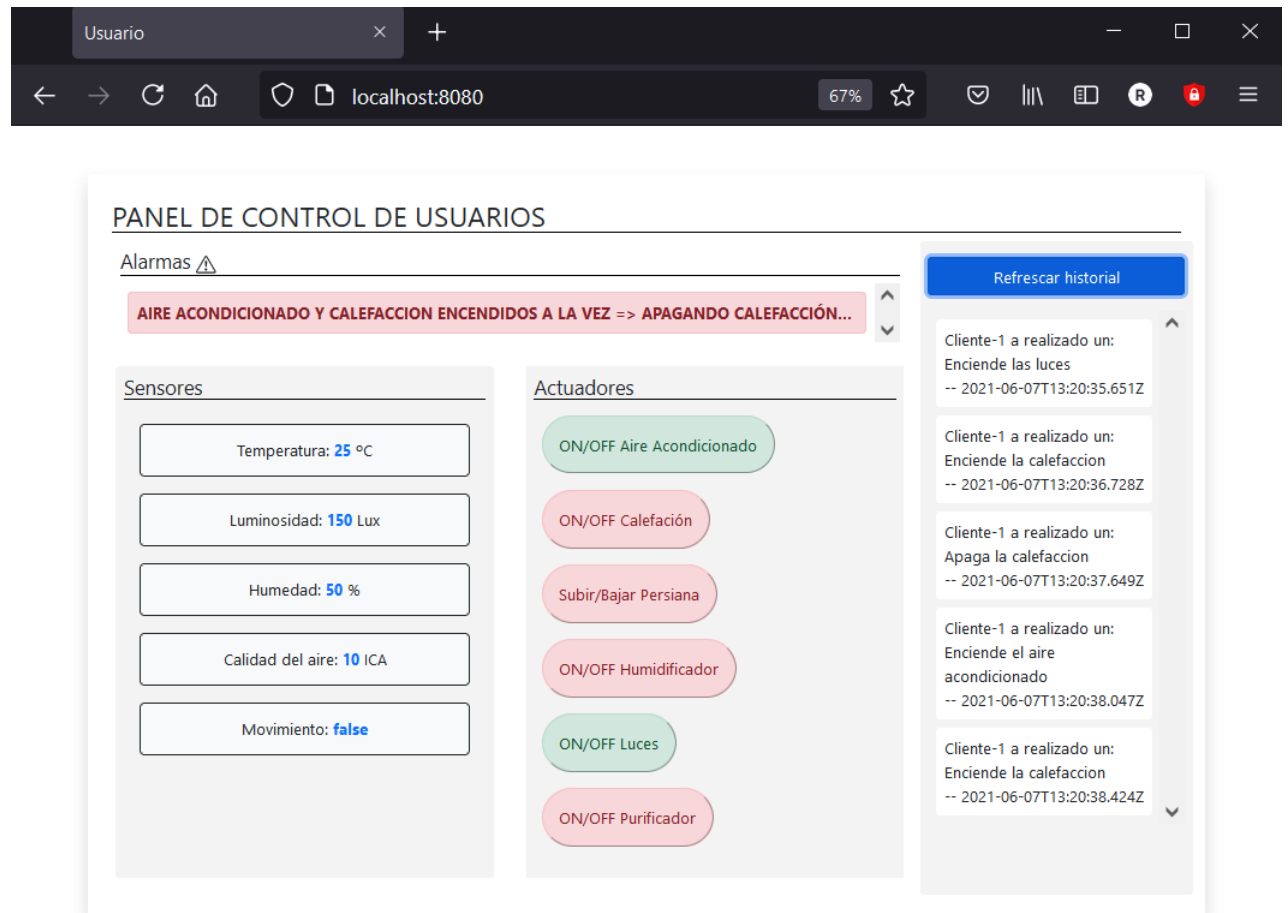 Usuario
localhost:8080
67%
R
PANEL DE CONTROL DE USUARIOS
Alarmas
AIRE ACONDICIONADO Y CALEFACCION ENCENDIDOS A LA VEZ => APAGANDO CALEFACCIÓN...
Sensores
Temperatura: 25 ºC
Luminosidad: 150 Lux
Humedad: 50 %
Calidad del aire: 10 ICA
Movimiento: false
Actuadores
ON/OFF Aire Acondicionado
ON/OFF Calefación
Subir/Bajar Persiana
ON/OFF Humidificador
ON/OFF Luces
ON/OFF Purificador
Refrescar historial
Cliente-1 a realizado un:
Enciende las luces
-- 2021-06-07T13:20:35.651Z
Cliente-1 a realizado un:
Enciende la calefaccion
-- 2021-06-07T13:20:36.728Z
Cliente-1 a realizado un:
Apaga la calefaccion
-- 2021-06-07T13:20:37.649Z
Cliente-1 a realizado un:
Enciende el aire
acondicionado
-- 2021-06-07T13:20:38.047Z
Cliente-1 a realizado un:
Enciende la calefaccion
-- 2021-06-07T13:20:38.424Z